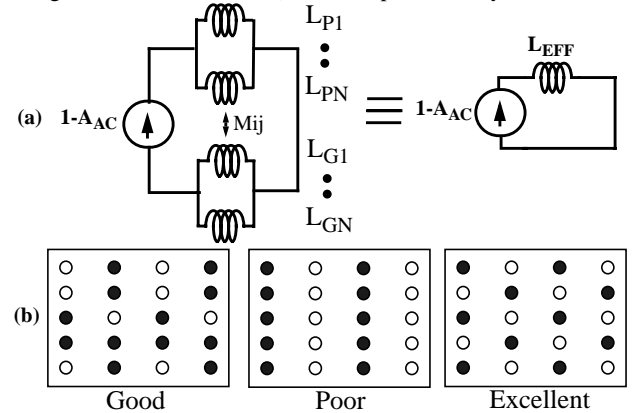 L_P1
L_PN
L_EFF
(a) 1-A_AC
Mij
1-A_AC
L_G1
L_GN
(b)
Good Poor Excellent